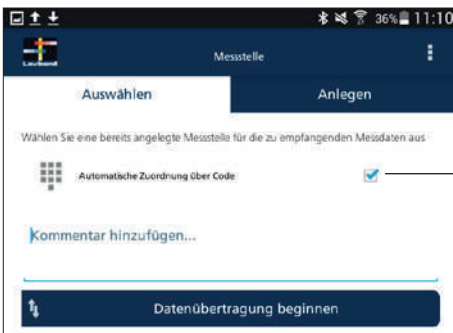 36% 11:10
Lovibond
Messstelle
Auswählen
Anlegen
Wählen Sie eine bereits angelegte Messstelle für die zu empfangenden Messdaten aus
Automatische Zuordnung über Code
Kommentar hinzufügen...
Datenübertragung beginnen